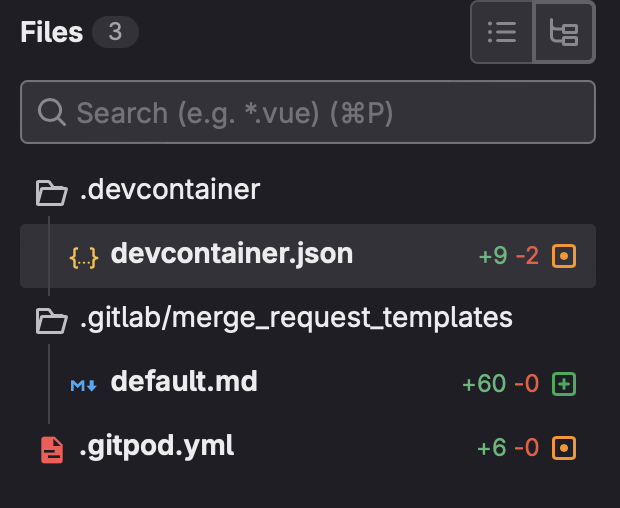 Files 3
Search (e.g. *.vue) (⌘P)
.devcontainer
{...} devcontainer.json +9 -2
.gitlab/merge_request_templates
M↓ default.md +60 -0
.gitpod.yml +6 -0